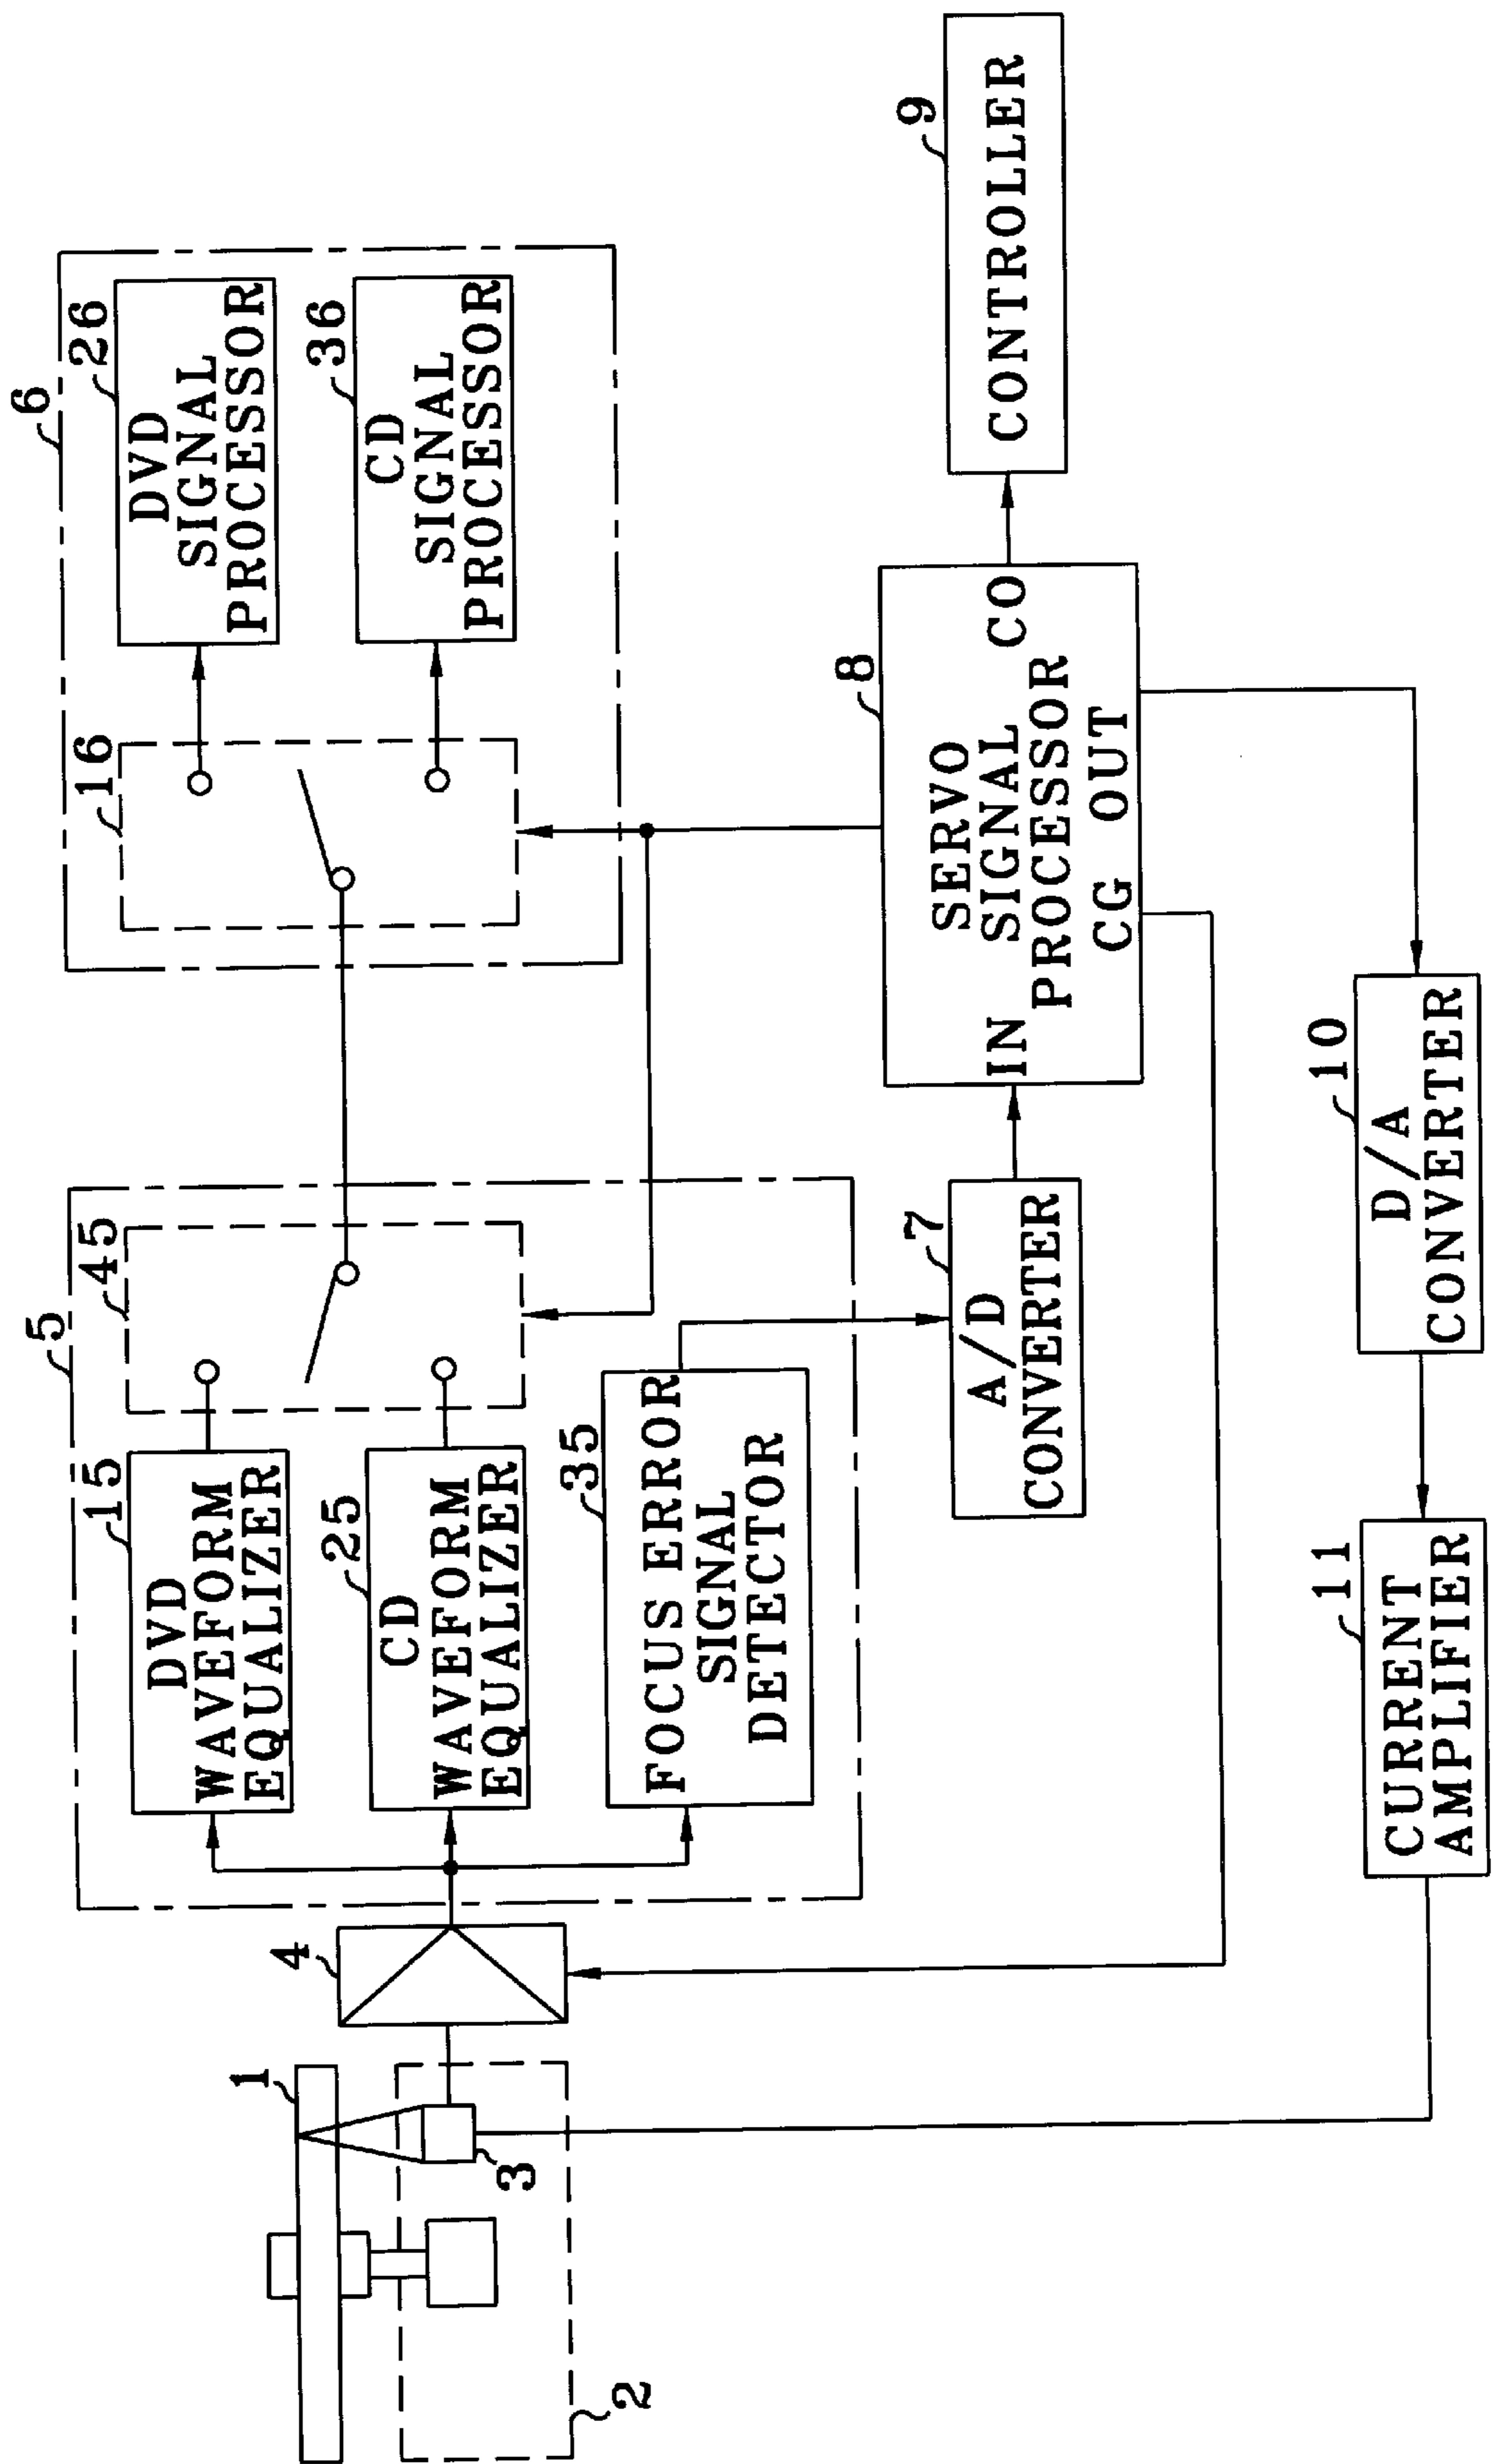 6
26
DVD
SIGNAL
PROCESSOR
36
CD
SIGNAL
PROCESSOR
16
5
45
15
DVD
WAVEFORM
EQUALIZER
25
CD
WAVEFORM
EQUALIZER
35
FOCUS ERROR
SIGNAL
DETECTOR
4
1
3
2
9
CONTROLLER
8
SERVO
SIGNAL
IN CO
PROCESSOR
CG OUT
7
A/D
CONVERTER
10
D/A
CONVERTER
11
CURRENT
AMPLIFIER